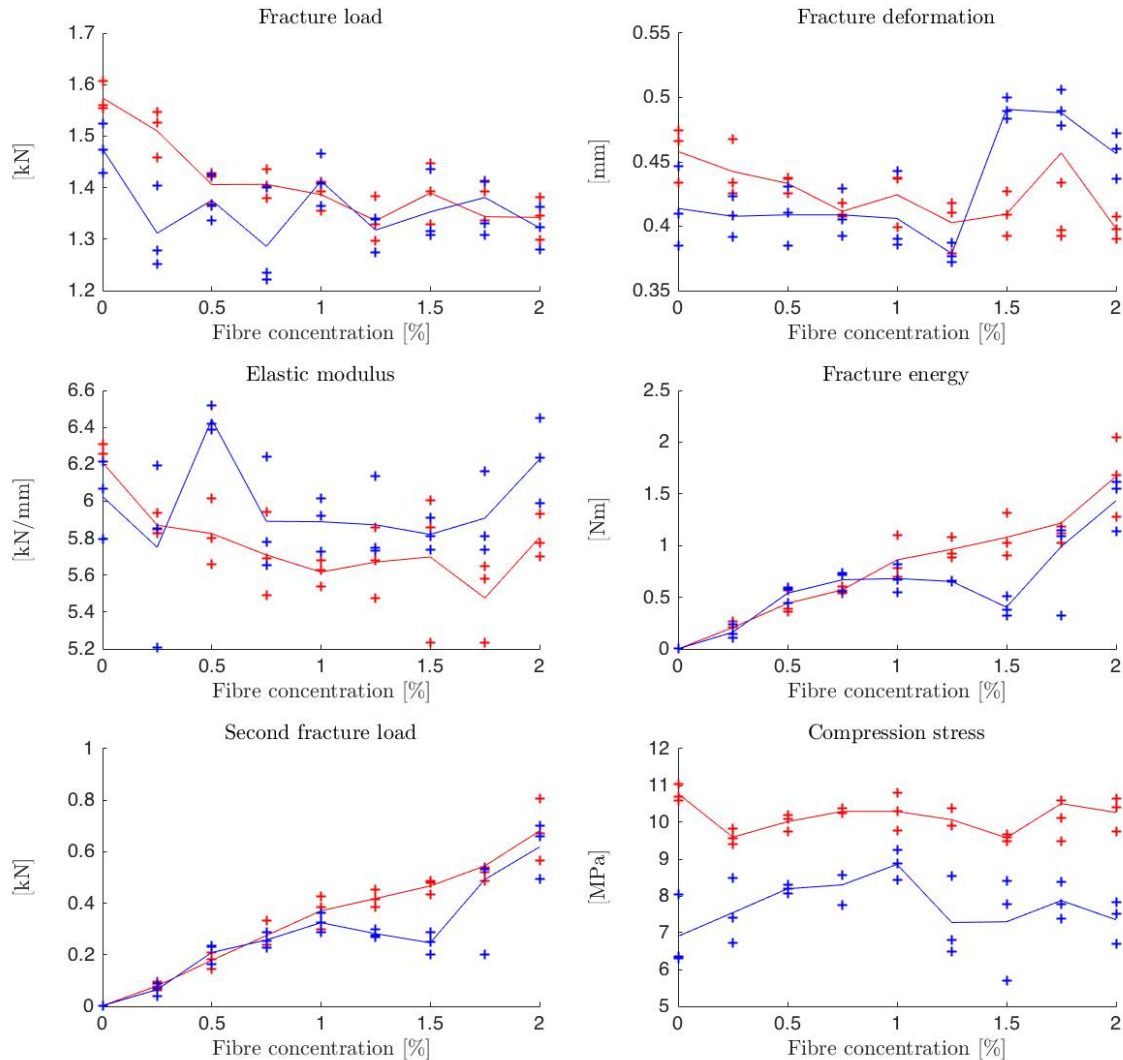 Fracture load
1.7
1.6
1.5
1.4
1.3
1.2
[kN]
0 0.5 1 1.5 2
Fibre concentration [%]
Fracture deformation
0.55
0.5
0.45
0.4
0.35
[mm]
0 0.5 1 1.5 2
Fibre concentration [%]
Elastic modulus
6.6
6.4
6.2
6
5.8
5.6
5.4
5.2
[kN/mm]
0 0.5 1 1.5 2
Fibre concentration [%]
Fracture energy
2.5
2
1.5
1
0.5
0
[Nm]
0 0.5 1 1.5 2
Fibre concentration [%]
Second fracture load
1
0.8
0.6
0.4
0.2
0
[kN]
0 0.5 1 1.5 2
Fibre concentration [%]
Compression stress
12
11
10
9
8
7
6
5
[MPa]
0 0.5 1 1.5 2
Fibre concentration [%]